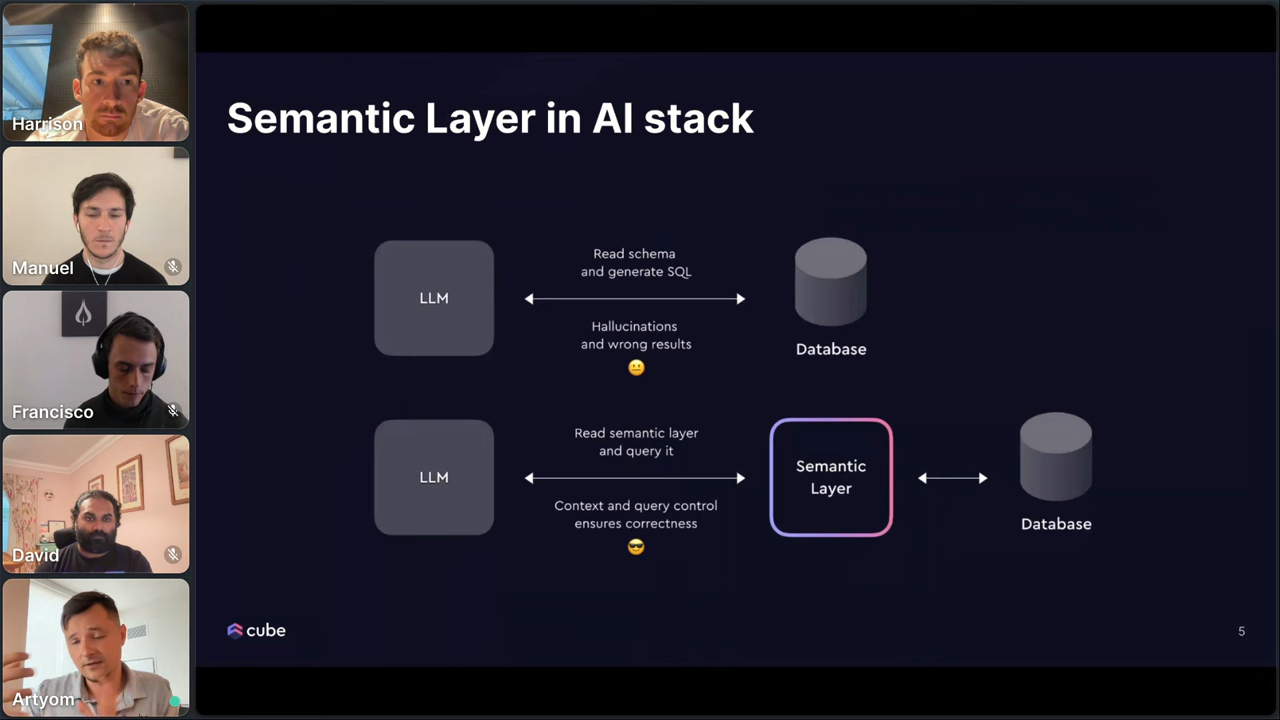 Harrison
Manuel
Francisco
David
Artyom
Semantic Layer in AI stack
LLM
Read schema
and generate SQL
Hallucinations
and wrong results
Database
LLM
Read semantic layer
and query it
Context and query control
ensures correctness
Semantic
Layer
Database
cube
5